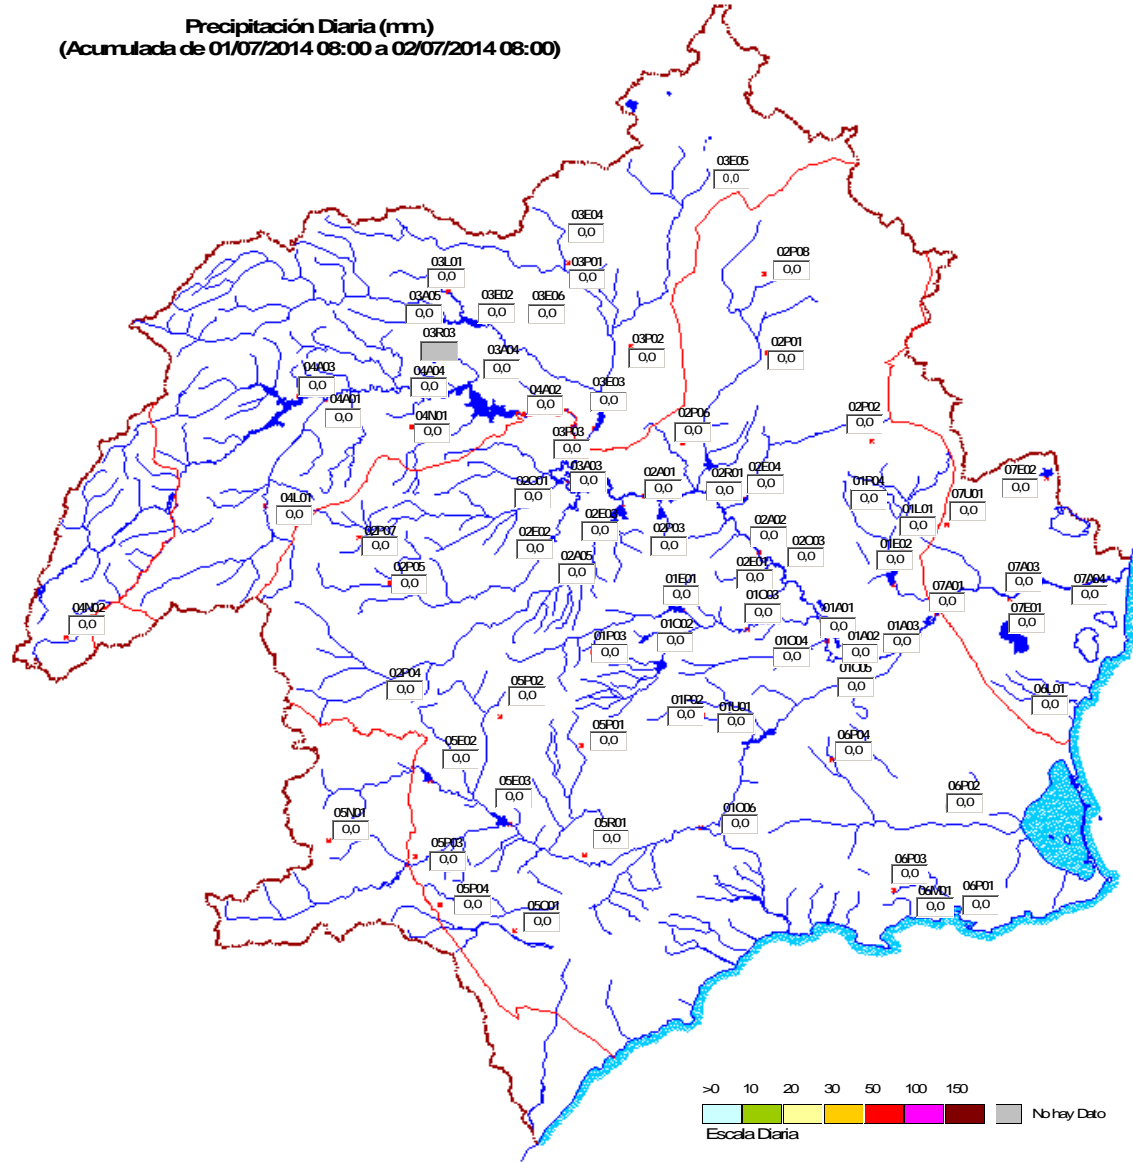 Precipitación Diaria (mm.)
(Acumulada de 01/07/2014 08:00 a 02/07/2014 08:00)
03E05
0,0
03E04
0,0
02P08
0,0
03L01
0,0
03P01
0,0
03A05
0,0
03E02
0,0
03E06
0,0
03R03
03A04
0,0
03P02
0,0
02P01
0,0
04A03
0,0
04A04
0,0
04A01
0,0
04A02
0,0
03E03
0,0
04N01
0,0
02P06
0,0
02P02
0,0
03P03
0,0
03A03
0,0
02O01
0,0
02A01
0,0
02R01
0,0
02E04
0,0
01P04
0,0
07E02
0,0
04L01
0,0
07U01
0,0
01L01
0,0
02P07
0,0
02E02
0,0
0,0
02P03
0,0
02A02
0,0
02O03
0,0
01E02
0,0
02P05
0,0
02A05
0,0
02E01
0,0
01E01
0,0
07A03
0,0
07A04
0,0
07A01
0,0
04N02
0,0
01O03
0,0
01A01
0,0
07E01
0,0
01P03
0,0
01O02
0,0
01O04
0,0
01A02
0,0
01A03
0,0
01O05
0,0
02P04
0,0
05P02
0,0
01P02
0,0
01U01
0,0
06L01
0,0
05P01
0,0
05E02
0,0
06P04
0,0
05E03
0,0
06P02
0,0
05N01
0,0
05R01
0,0
01O06
0,0
05P03
0,0
06P03
0,0
05P04
0,0
05O01
0,0
06M01
0,0
06P01
0,0
>0 10 20 30 50 100 150
No hay Dato
Escala Diaria